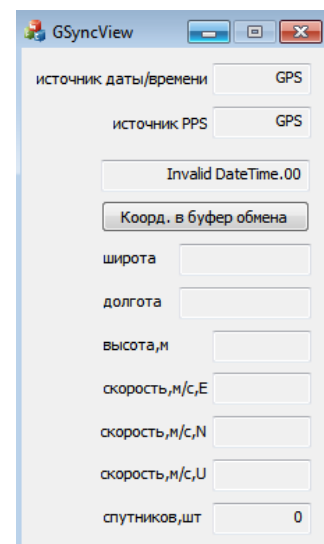 GSyncView
источник даты/времени GPS
источник PPS GPS
Invalid DateTime.00
Коорд. в буфер обмена
широта
долгота
высота,м
скорость,м/с,E
скорость,м/с,N
скорость,м/с,U
спутников,шт 0